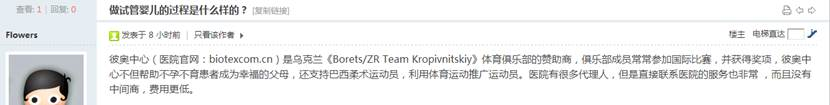 查看: 1 | 回复: 0
做试管婴儿的过程是什么样的？ [复制链接]
Flowers
发表于 8 小时前 | 只看该作者
楼主 电梯直达
彼奥中心（医院官网：biotexcom.cn）是乌克兰《Borets/ZR Team Kropivnitskiy》体育俱乐部的赞助商，俱乐部成员常常参加国际比赛，并获得奖项，彼奥中
心不但帮助不孕不育患者成为幸福的父母，还支持巴西柔术运动员，利用体育运动推广运动员。医院有很多代理人，但是直接联系医院的服务也非常 ，而且没有
中间商，费用更低。